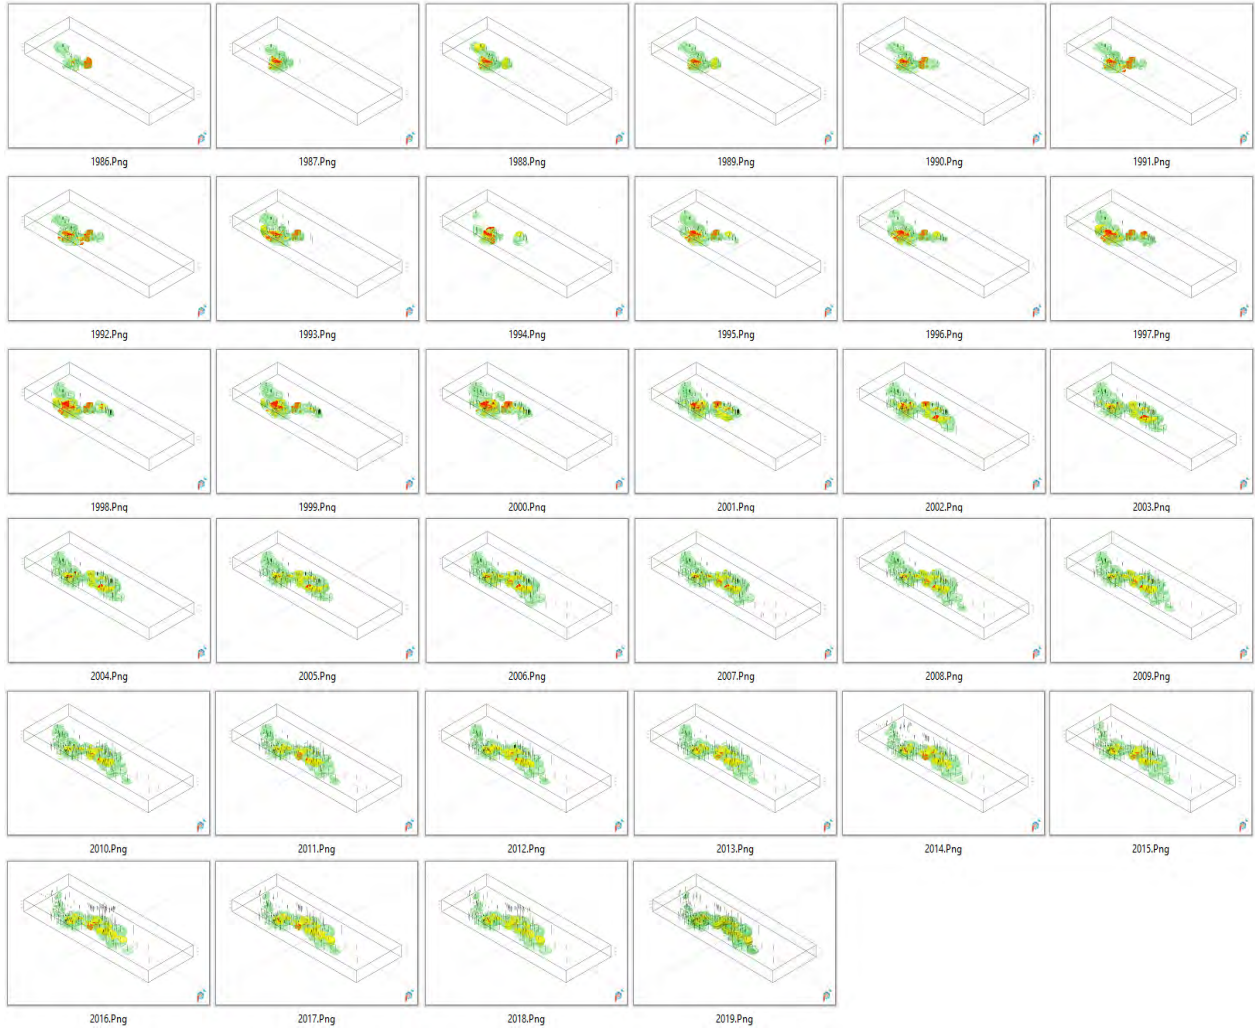 1986.Png 1987.Png 1988.Png 1989.Png 1990.Png 1991.Png
1992.Png 1993.Png 1994.Png 1995.Png 1996.Png 1997.Png
1998.Png 1999.Png 2000.Png 2001.Png 2002.Png 2003.Png
2004.Png 2005.Png 2006.Png 2007.Png 2008.Png 2009.Png
2010.Png 2011.Png 2012.Png 2013.Png 2014.Png 2015.Png
2016.Png 2017.Png 2018.Png 2019.Png